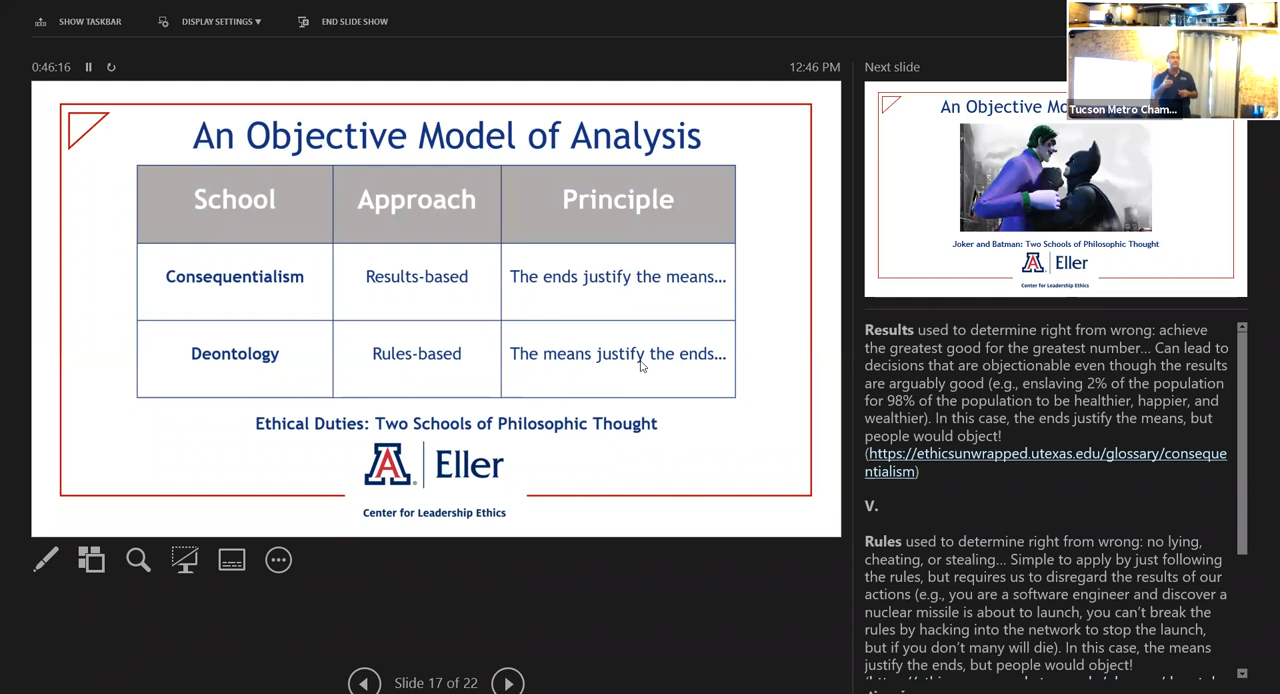 SHOW TASKBAR
DISPLAY SETTINGS ▼
END SLIDE SHOW
0:46:16
12:46 PM
An Objective Model of Analysis
School
Approach
Principle
Consequentialism
Results-based
The ends justify the means...
Deontology
Rules-based
The means justify the ends...
Ethical Duties: Two Schools of Philosophic Thought
A
Eller
Center for Leadership Ethics
Slide 17 of 22
Next slide
Tucson Metro Cham...
An Objective Mo
Joker and Batman: Two Schools of Philosophic Thought
A
Eller
Center for Leadership Ethics
Results used to determine right from wrong: achieve
the greatest good for the greatest number... Can lead to
decisions that are objectionable even though the results
are arguably good (e.g., enslaving 2% of the population
for 98% of the population to be healthier, happier, and
wealthier). In this case, the ends justify the means, but
people would object!
(https://ethicsunwrapped.utexas.edu/glossary/conseque
ntialism)
V.
Rules used to determine right from wrong: no lying,
cheating, or stealing... Simple to apply by just following
the rules, but requires us to disregard the results of our
actions (e.g., you are a software engineer and discover a
nuclear missile is about to launch, you can't break the
rules by hacking into the network to stop the launch,
but if you don't many will die). In this case, the means
justify the ends, but people would object!